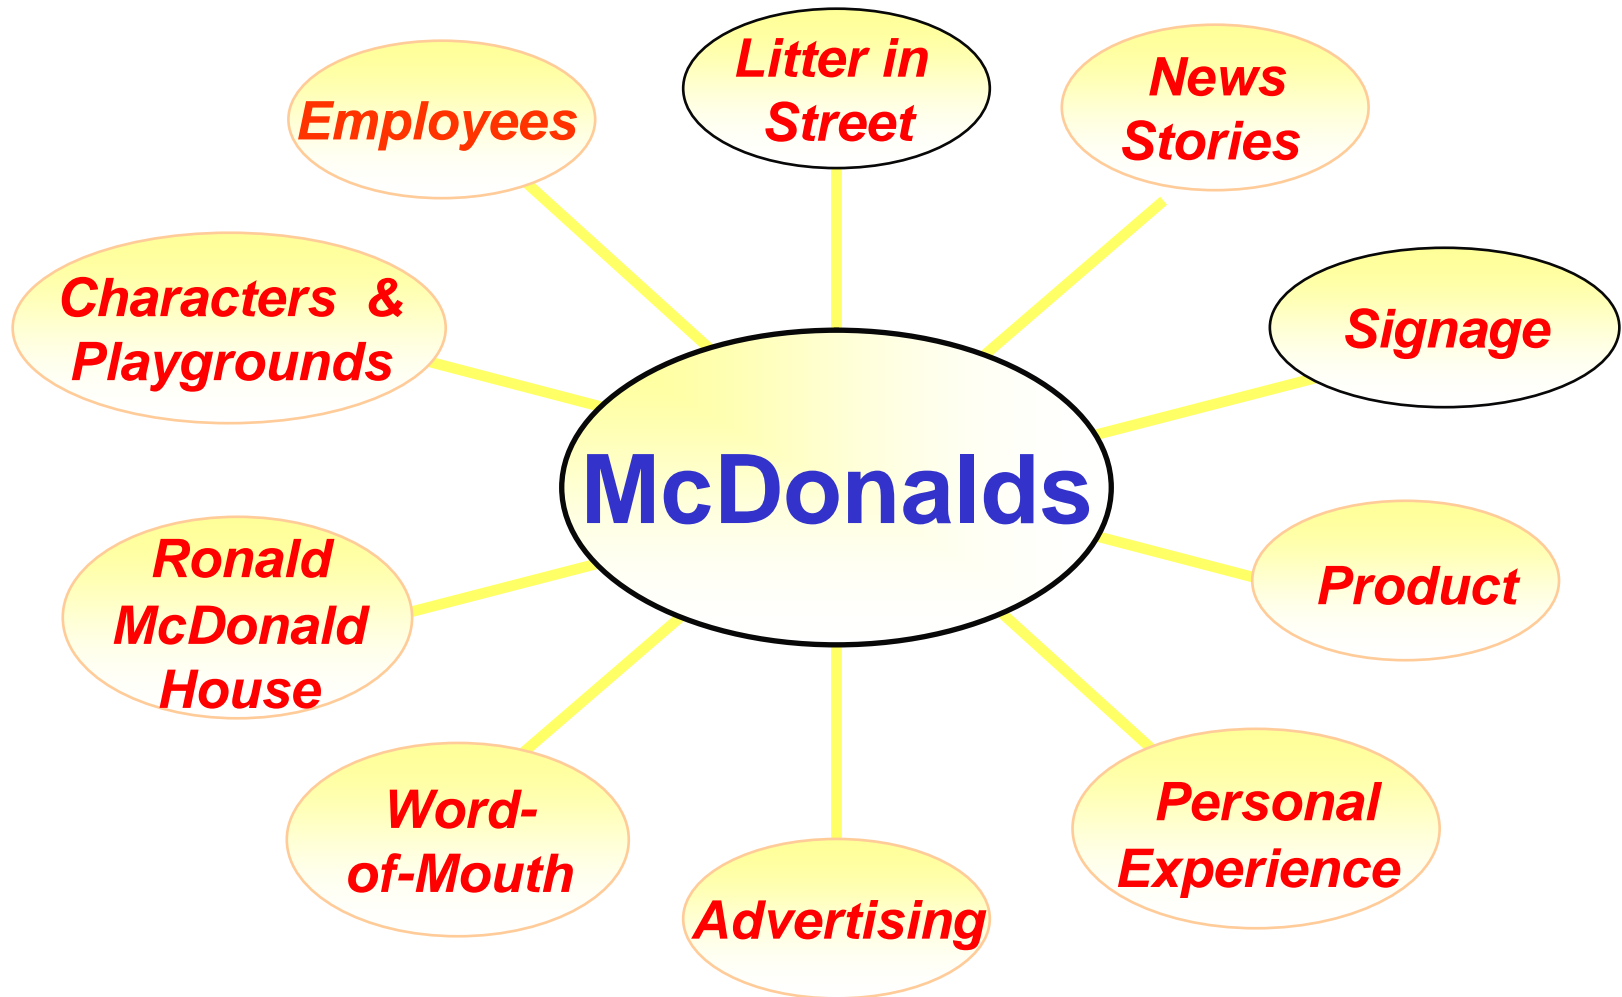 Employees
Litter in
Street
News
Stories
Characters &
Playgrounds
Signage
McDonalds
Ronald
McDonald
House
Product
Word-
of-Mouth
Personal
Experience
Advertising